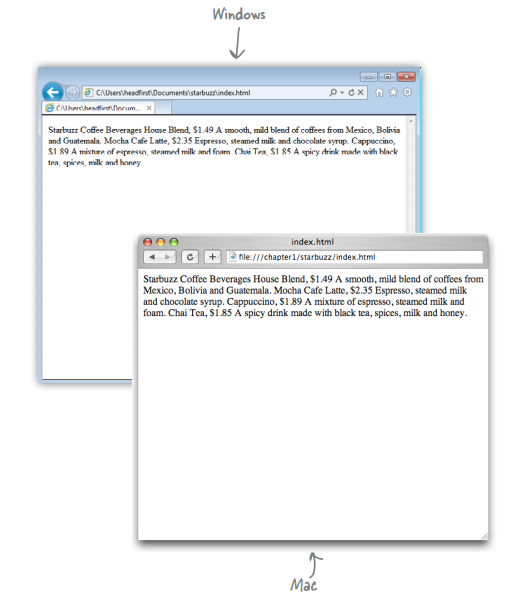 Windows
C:\Users\headfirst\Documents\starbuzz\index.html
C:\Users\headfirst\Docum...
Starbuzz Coffee Beverages House Blend, $1.49 A smooth, mild blend of coffees from Mexico, Bolivia
and Guatemala. Mocha Cafe Latte, $2.35 Espresso, steamed milk and chocolate syrup. Cappuccino,
$1.89 A mixture of espresso, steamed milk and foam. Chai Tea, $1.85 A spicy drink made with black
tea, spices, milk and honey.
index.html
file:///chapter1/starbuzz/index.html
Starbuzz Coffee Beverages House Blend, $1.49 A smooth, mild blend of coffees from
Mexico, Bolivia and Guatemala. Mocha Cafe Latte, $2.35 Espresso, steamed milk
and chocolate syrup. Cappuccino, $1.89 A mixture of espresso, steamed milk and
foam. Chai Tea, $1.85 A spicy drink made with black tea, spices, milk and honey.
Mac